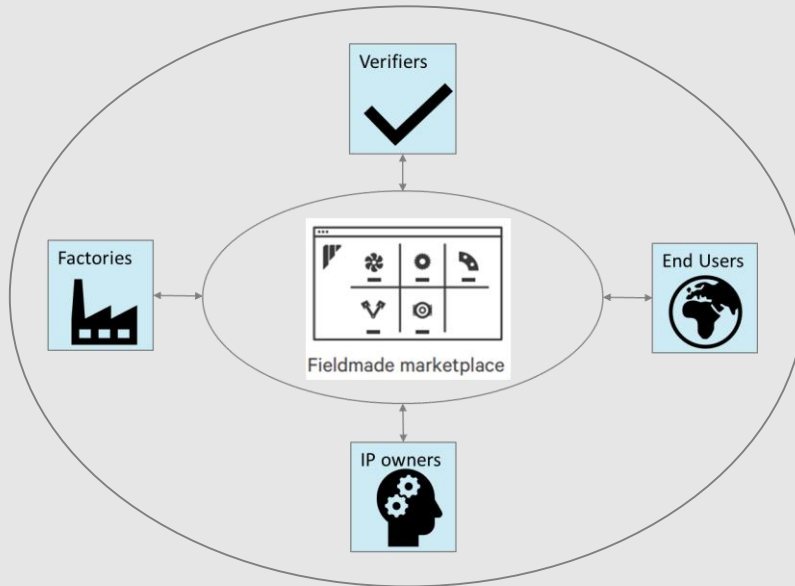 Verifiers
Factories
End Users
Fieldmade marketplace
IP owners